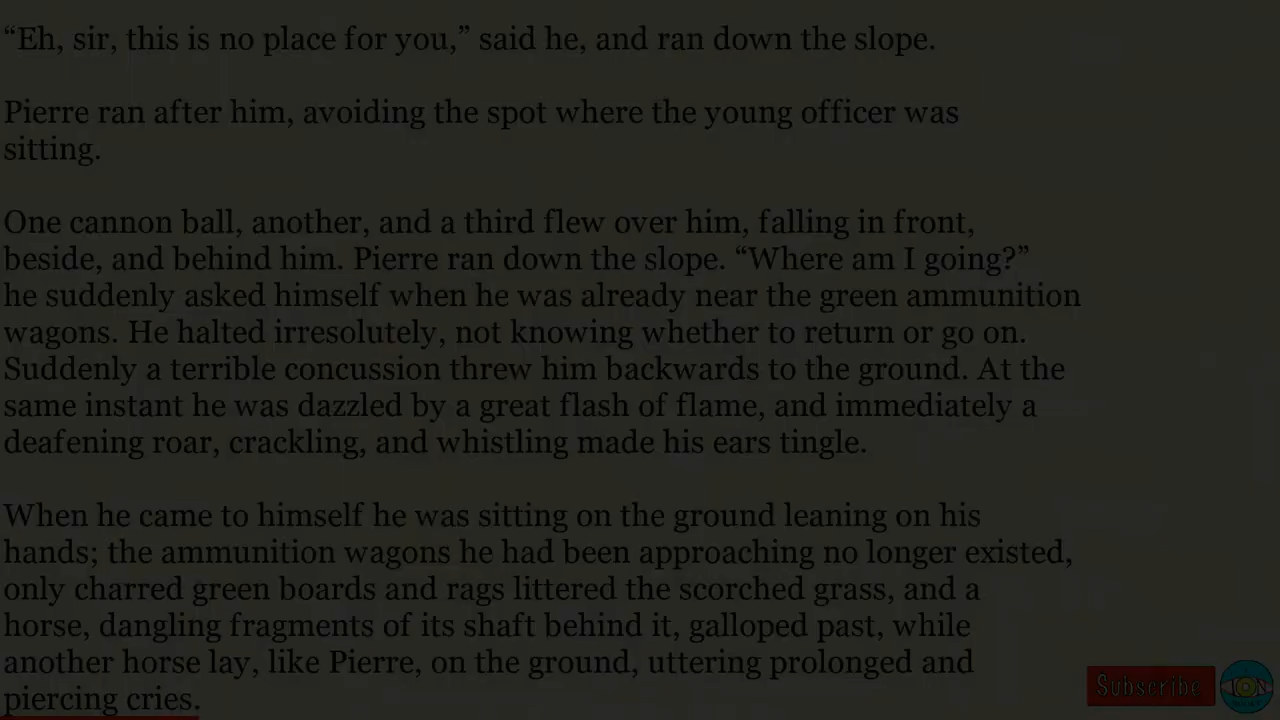 “Eh, sir, this is no place for you,” said he, and ran down the slope.
Pierre ran after him, avoiding the spot where the young officer was
sitting.
One cannon ball, another, and a third flew over him, falling in front,
beside, and behind him. Pierre ran down the slope. “Where am I going?”
he suddenly asked himself when he was already near the green ammunition
wagons. He halted irresolutely, not knowing whether to return or go on.
Suddenly a terrible concussion threw him backwards to the ground. At the
same instant he was dazzled by a great flash of flame, and immediately a
deafening roar, crackling, and whistling made his ears tingle.
When he came to himself he was sitting on the ground leaning on his
hands; the ammunition wagons he had been approaching no longer existed,
only charred green boards and rags littered the scorched grass, and a
horse, dangling fragments of its shaft behind it, galloped past, while
another horse lay, like Pierre, on the ground, uttering prolonged and
piercing cries.
Subscribe